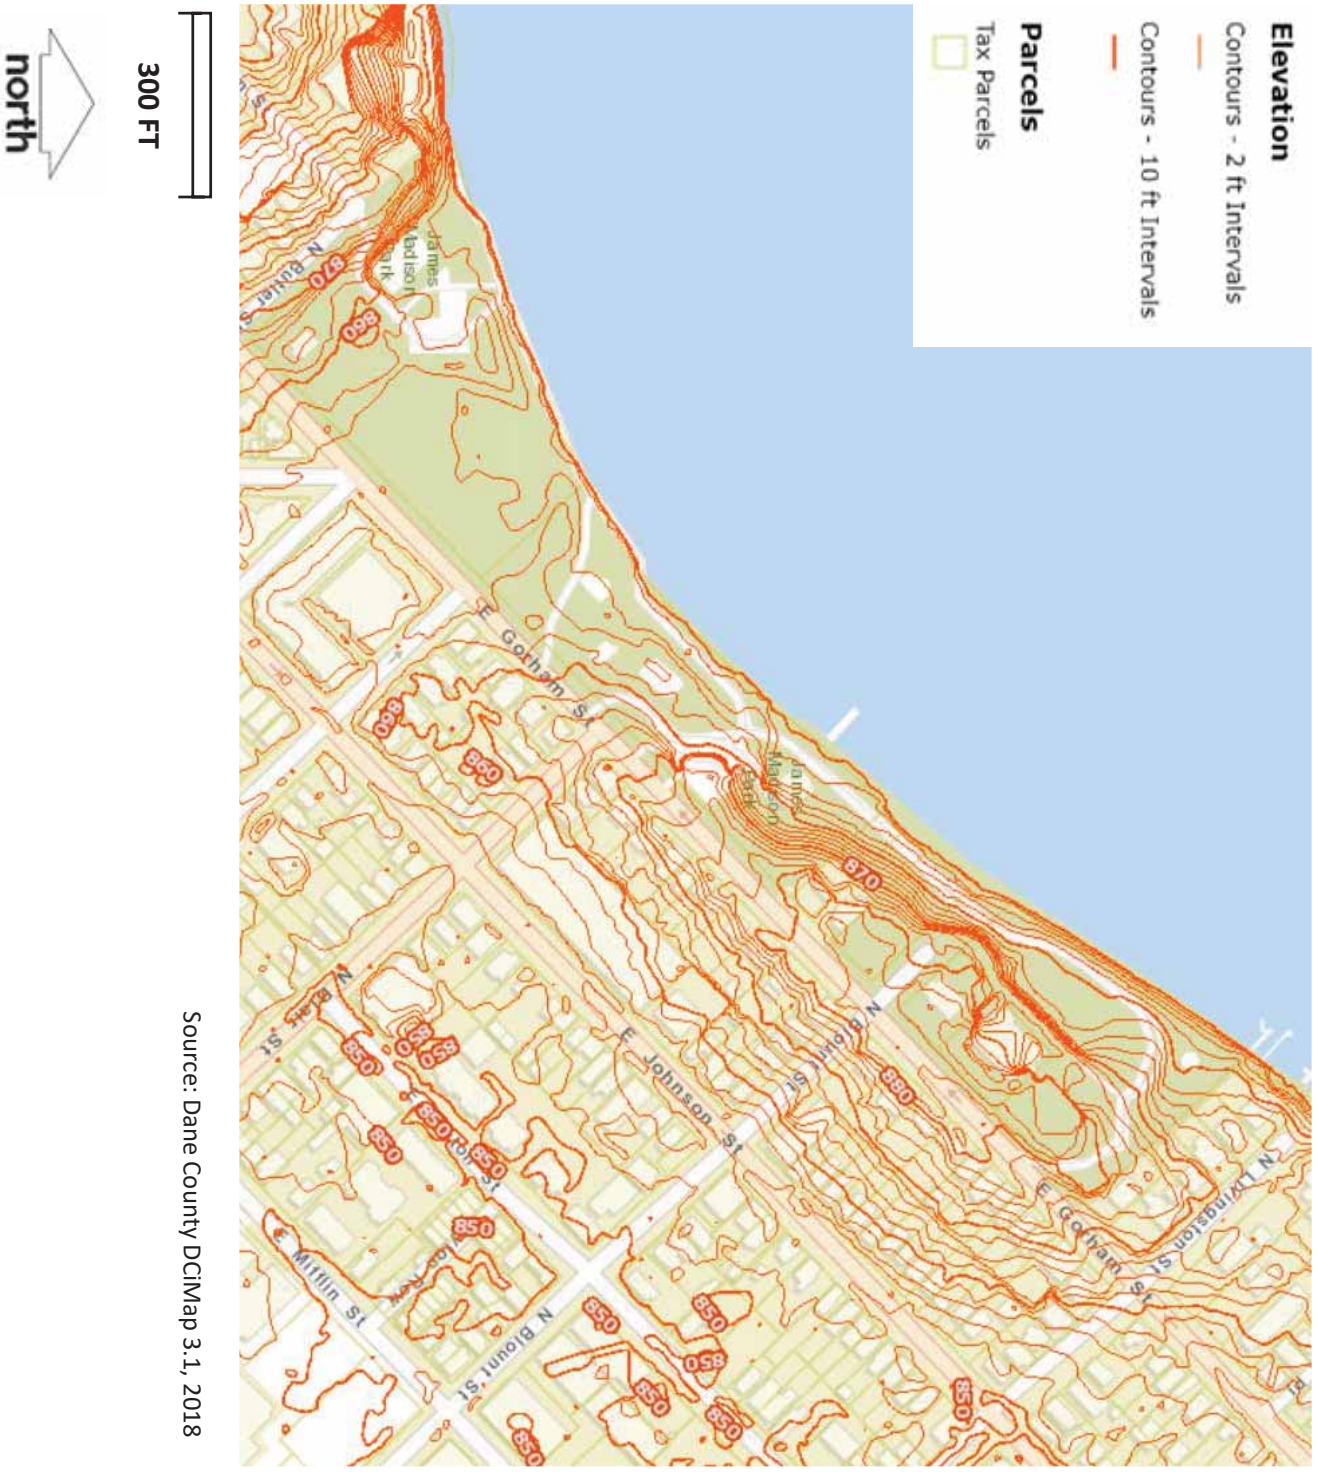 Elevation
Contours - 2 ft Intervals
Contours - 10 ft Intervals
Parcels
Tax Parcels
300 FT
north
James
Madison
Park
N Butler St
870
860
E Gorham St
860
860
James
Madison
Park
870
N Blount St
880
E Johnson St
E Gorham St
N Livingston St
N Blair St
850
850
850
850
850
850
850
E Mifflin St
N Blount St
850
850
850
850
850
850
850
Source: Dane County DCiMap 3.1, 2018